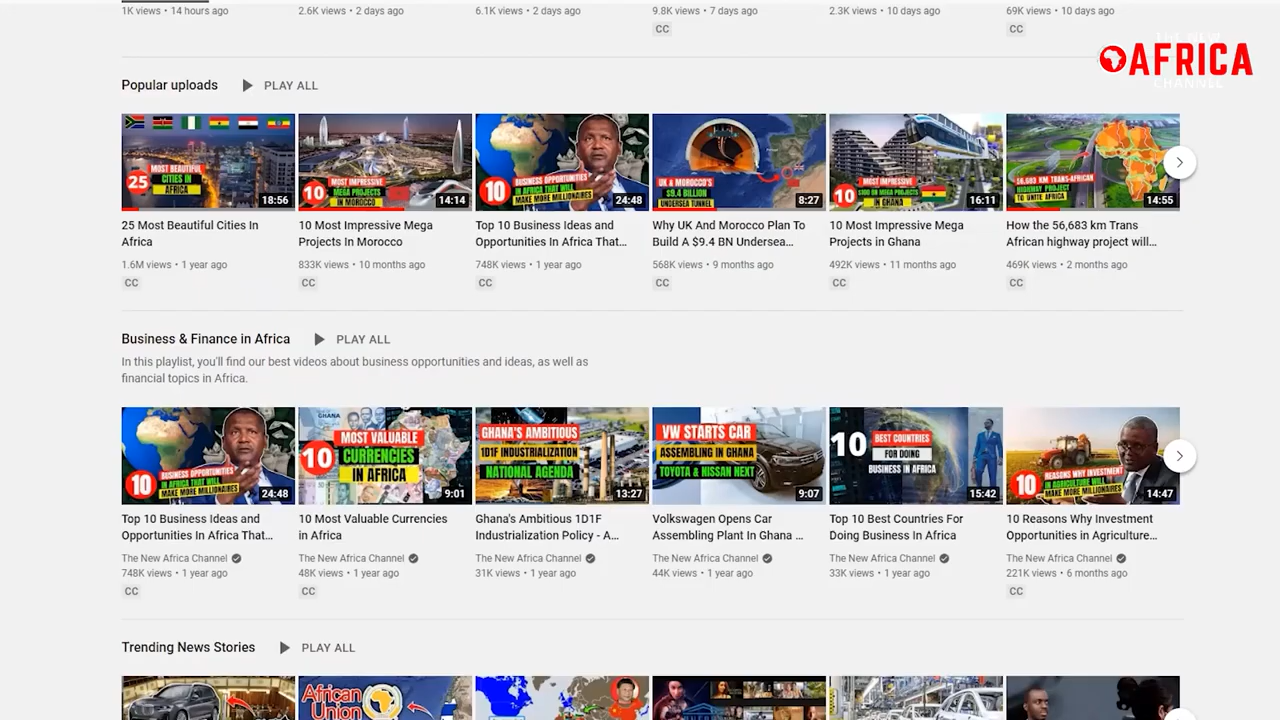 1K views • 14 hours ago
2.6K views • 2 days ago
6.1K views • 2 days ago
9.8K views • 7 days ago
2.3K views • 10 days ago
69K views • 10 days ago
CC
CC
THE NEW
AFRICA
CHANNEL
Popular uploads
PLAY ALL
25
MOST BEAUTIFUL
CITIES IN
AFRICA
18:56
10
MOST IMPRESSIVE
MEGA PROJECTS
IN MOROCCO
14:14
10
BUSINESS OPPORTUNITIES
IN AFRICA THAT WILL
MAKE MORE MILLIONAIRES
24:48
UK & MOROCCO'S
$9.4 BILLION
UNDERSEA TUNNEL
8:27
10
MOST IMPRESSIVE
$100 BN MEGA PROJECTS
IN GHANA
16:11
56,683 KM TRANS-AFRICAN
HIGHWAY PROJECT
TO UNITE AFRICA
14:55
25 Most Beautiful Cities In
Africa
1.6M views • 1 year ago
CC
10 Most Impressive Mega
Projects In Morocco
833K views • 10 months ago
CC
Top 10 Business Ideas and
Opportunities In Africa That...
748K views • 1 year ago
CC
Why UK And Morocco Plan To
Build A $9.4 BN Undersea...
568K views • 9 months ago
CC
10 Most Impressive Mega
Projects in Ghana
492K views • 11 months ago
CC
How the 56,683 km Trans
African highway project will...
469K views • 2 months ago
CC
Business & Finance in Africa
PLAY ALL
In this playlist, you'll find our best videos about business opportunities and ideas, as well as
financial topics in Africa.
10
BUSINESS OPPORTUNITIES
IN AFRICA THAT WILL
MAKE MORE MILLIONAIRES
24:48
GHANA
10
MOST VALUABLE
CURRENCIES
IN AFRICA
9:01
GHANA'S AMBITIOUS
1D1F INDUSTRIALIZATION
NATIONAL AGENDA
13:27
VW STARTS CAR
ASSEMBLING IN GHANA
TOYOTA & NISSAN NEXT
9:07
10
BEST COUNTRIES
FOR DOING
BUSINESS IN AFRICA
15:42
10
REASONS WHY INVESTMENT
IN AGRICULTURE WILL
MAKE MORE MILLIONAIRES
14:47
Top 10 Business Ideas and
Opportunities In Africa That...
The New Africa Channel
748K views • 1 year ago
CC
10 Most Valuable Currencies
in Africa
The New Africa Channel
48K views • 1 year ago
CC
Ghana's Ambitious 1D1F
Industrialization Policy - A...
The New Africa Channel
31K views • 1 year ago
Volkswagen Opens Car
Assembling Plant In Ghana ...
The New Africa Channel
44K views • 1 year ago
Top 10 Best Countries For
Doing Business In Africa
The New Africa Channel
33K views • 1 year ago
10 Reasons Why Investment
Opportunities in Agriculture...
The New Africa Channel
221K views • 6 months ago
CC
Trending News Stories
PLAY ALL
African
Union